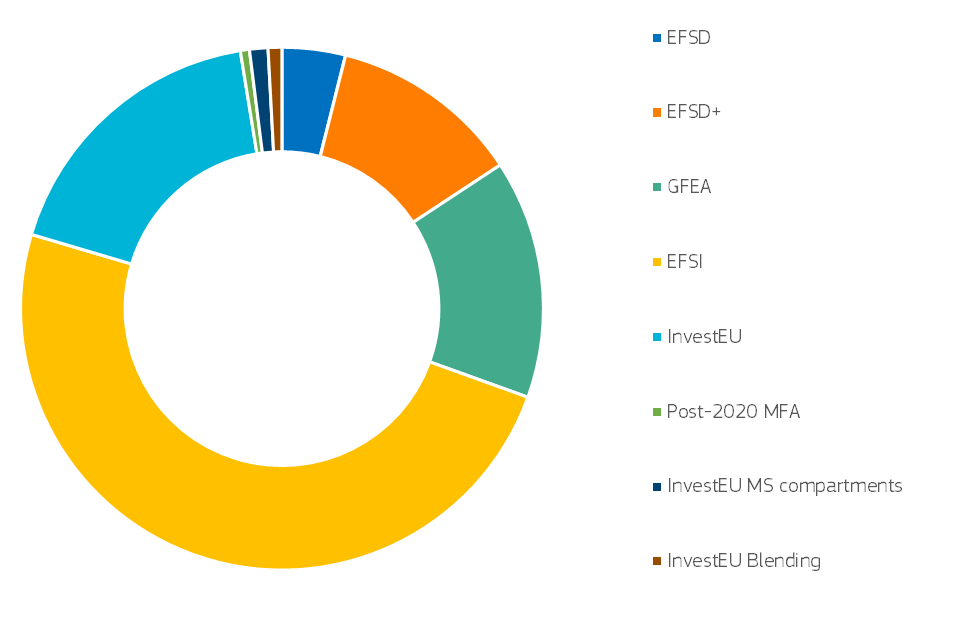 EFSD
EFSD+
GFEA
EFSI
InvestEU
Post-2020 MFA
InvestEU MS compartments
InvestEU Blending